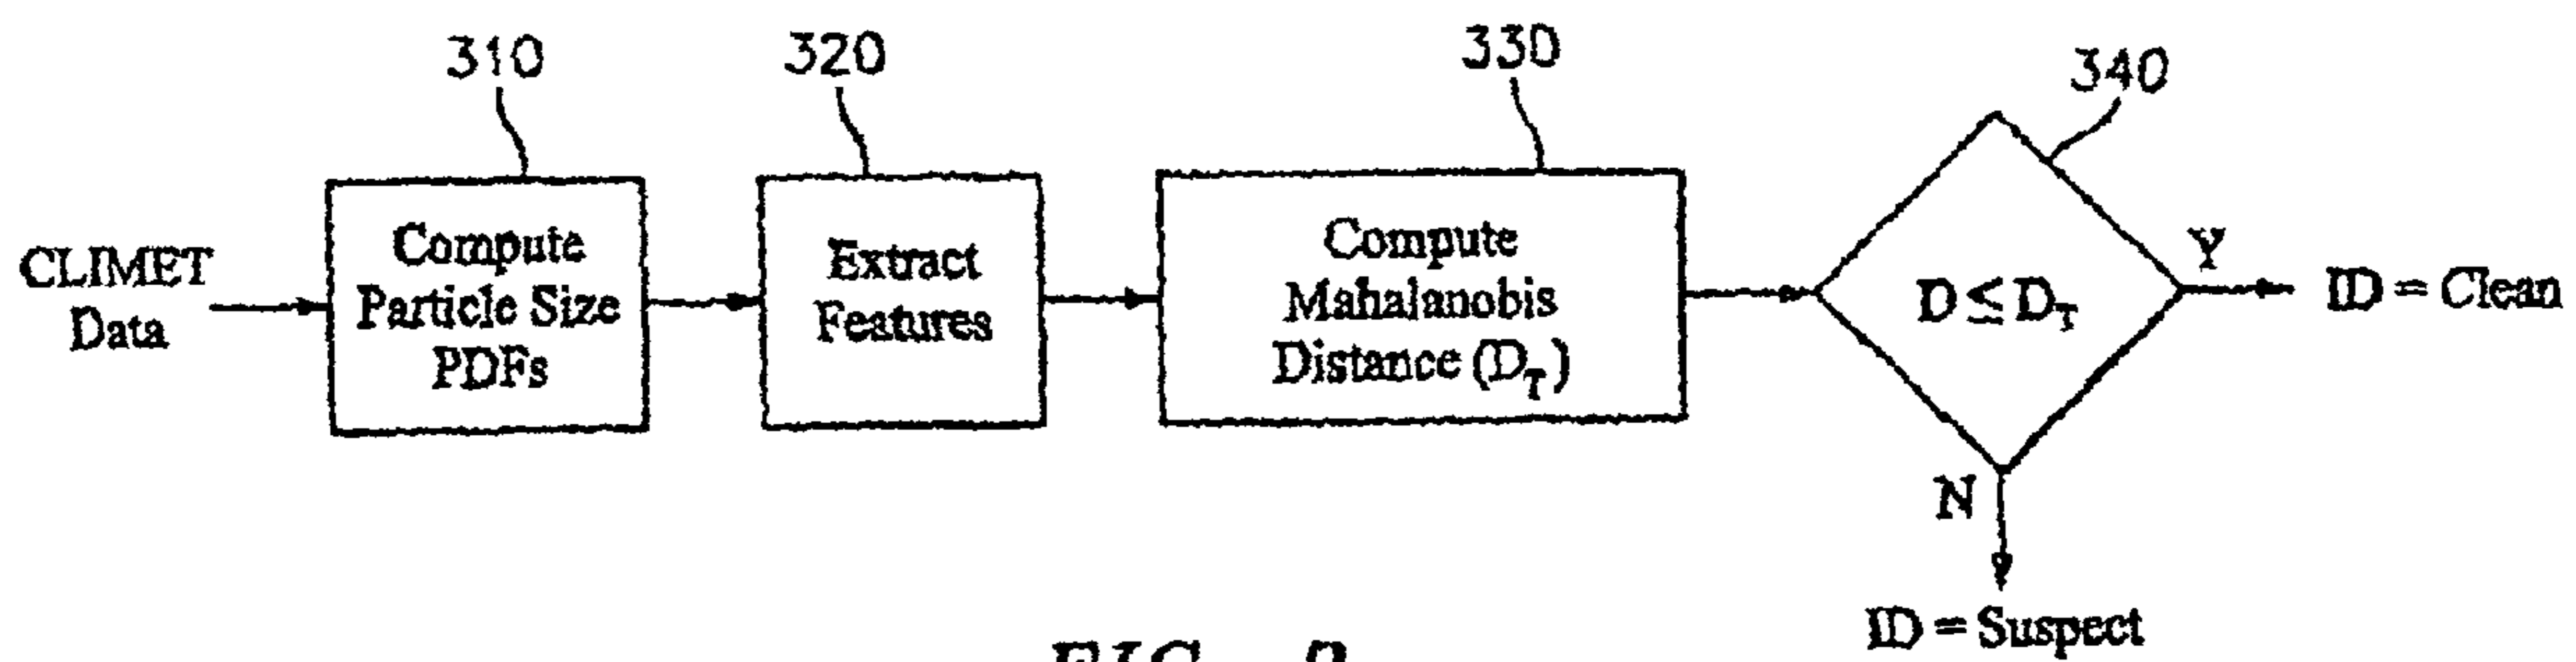 310
320
330
340
CLIMET
Data
Compute
Particle Size
PDFs
Extract
Features
Compute
Mahalanobis
Distance (D_T)
D ≤ D_T
Y
ID = Clean
N
ID = Suspect